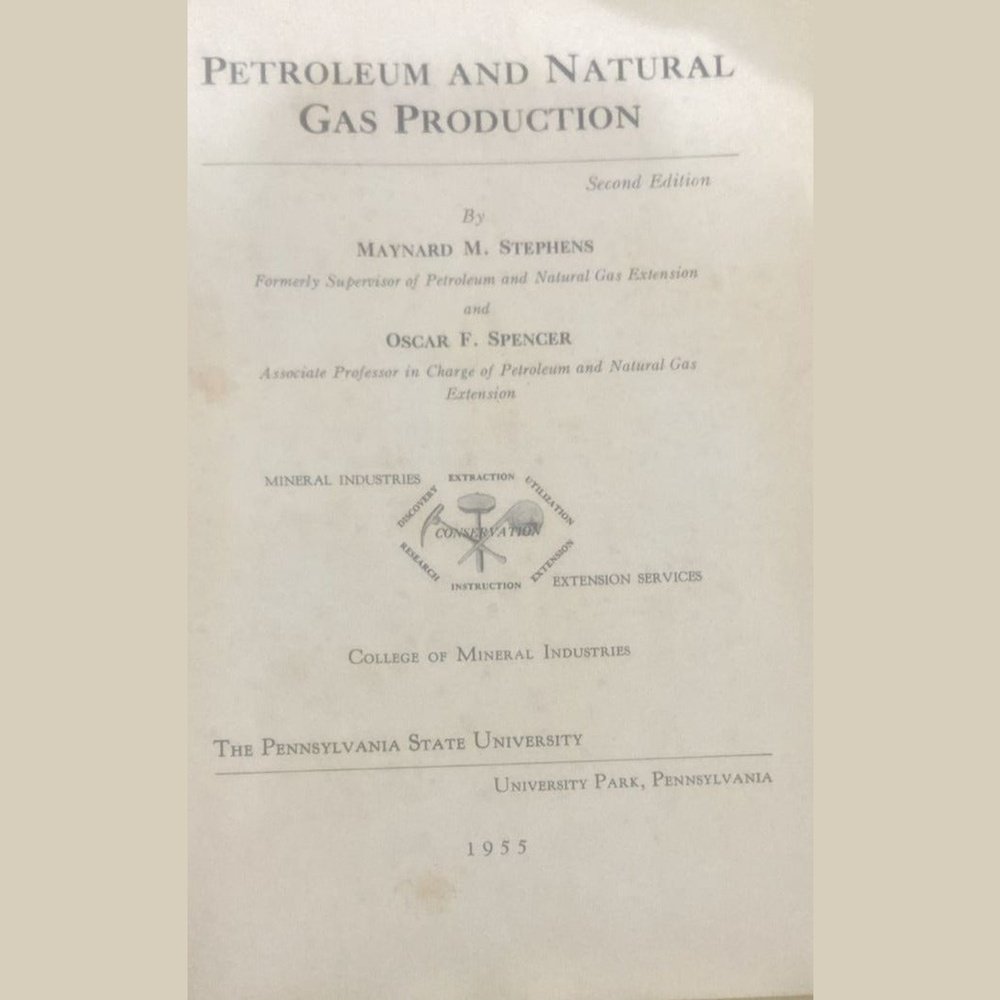 PETROLEUM AND NATURAL
GAS PRODUCTION
Second Edition
By
MAYNARD M. STEPHENS
Formerly Supervisor of Petroleum and Natural Gas Extension
and
OSCAR F. SPENCER
Associate Professor in Charge of Petroleum and Natural Gas
Extension
MINERAL INDUSTRIES
EXTRACTION
UTILIZATION
DISCOVERY
CONSERVATION
RESEARCH
EXTENSION
INSTRUCTION
EXTENSION SERVICES
COLLEGE OF MINERAL INDUSTRIES
THE PENNSYLVANIA STATE UNIVERSITY
UNIVERSITY PARK, PENNSYLVANIA
1955